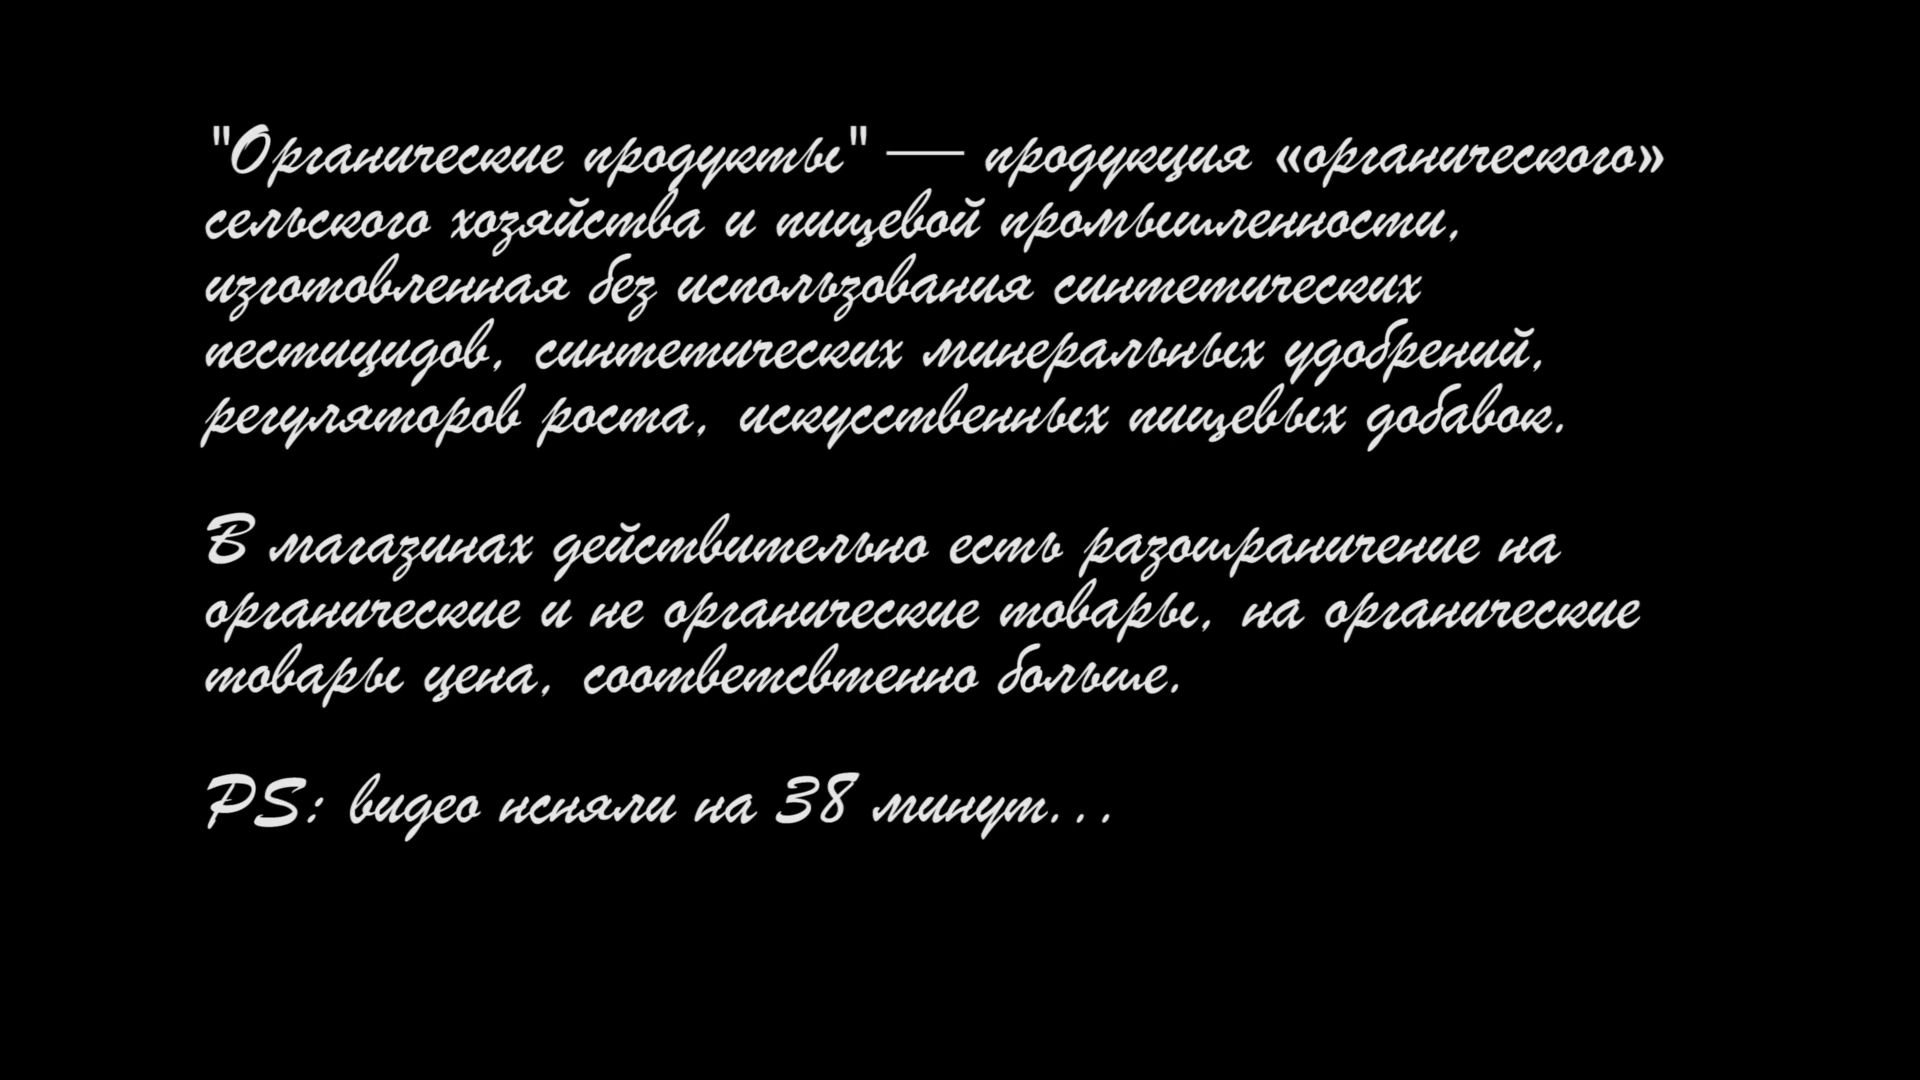 "Органические продукты" — продукция «органического»
сельского хозяйства и пищевой промышленности,
изготовленная без использования синтетических
пестицидов, синтетических минеральных удобрений,
регуляторов роста, искусственных пищевых добавок.
В магазинах действительно есть разошраничение на
органические и не органические товары, на органические
товары цена, соответсвтенно больше.
PS: видео нсняли на 38 минут...